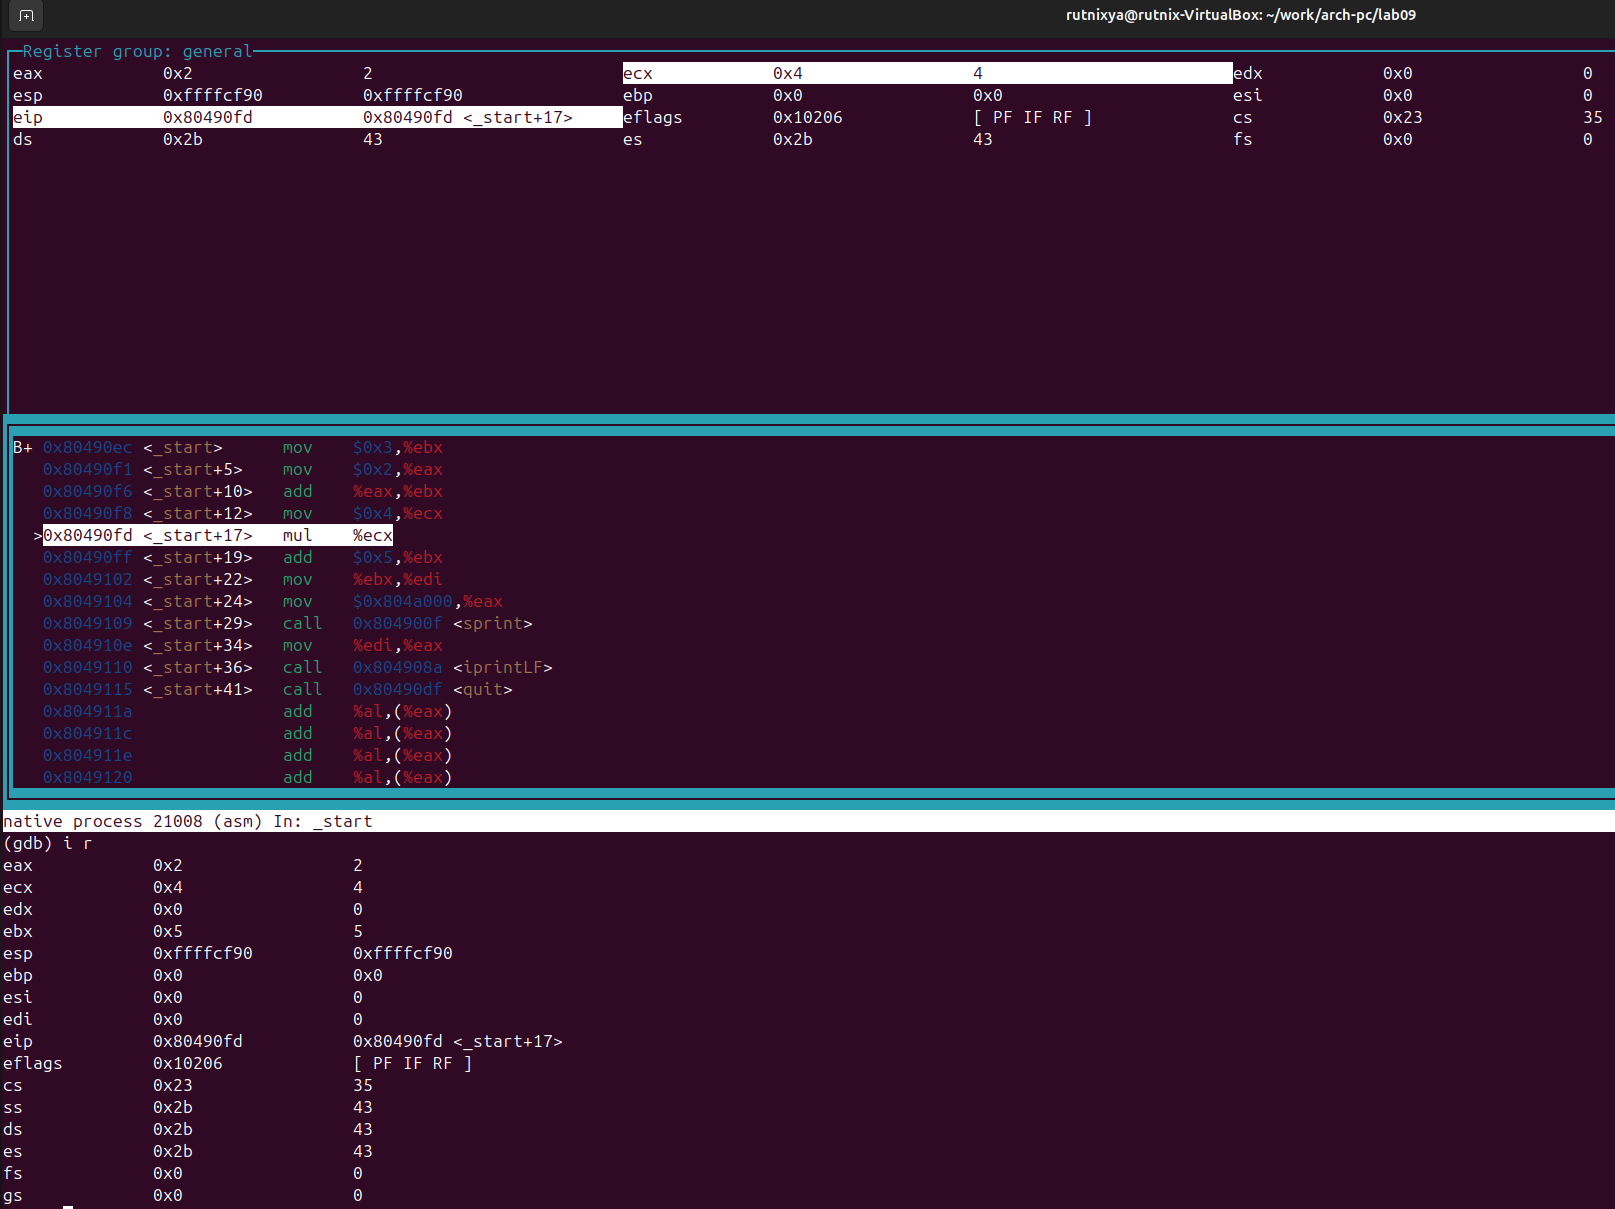 rutnixya@rutnix-VirtualBox: ~/work/arch-pc/lab09
Register group: general
eax 0x2 2 ecx 0x4 4 edx 0x0 0
esp 0xffffcf90 0xffffcf90 ebp 0x0 0x0 esi 0x0 0
eip 0x80490fd 0x80490fd <_start+17> eflags 0x10206 [ PF IF RF ] cs 0x23 35
ds 0x2b 43 es 0x2b 43 fs 0x0 0
B+ 0x80490ec <_start> mov $0x3,%ebx
0x80490f1 <_start+5> mov $0x2,%eax
0x80490f6 <_start+10> add %eax,%ebx
0x80490f8 <_start+12> mov $0x4,%ecx
>0x80490fd <_start+17> mul %ecx
0x80490ff <_start+19> add $0x5,%ebx
0x8049102 <_start+22> mov %ebx,%edi
0x8049104 <_start+24> mov $0x804a000,%eax
0x8049109 <_start+29> call 0x804900f <sprint>
0x804910e <_start+34> mov %edi,%eax
0x8049110 <_start+36> call 0x804908a <iprintLF>
0x8049115 <_start+41> call 0x80490df <quit>
0x804911a add %al,(%eax)
0x804911c add %al,(%eax)
0x804911e add %al,(%eax)
0x8049120 add %al,(%eax)
native process 21008 (asm) In: _start
(gdb) i r
eax 0x2 2
ecx 0x4 4
edx 0x0 0
ebx 0x5 5
esp 0xffffcf90 0xffffcf90
ebp 0x0 0x0
esi 0x0 0
edi 0x0 0
eip 0x80490fd 0x80490fd <_start+17>
eflags 0x10206 [ PF IF RF ]
cs 0x23 35
ss 0x2b 43
ds 0x2b 43
es 0x2b 43
fs 0x0 0
gs 0x0 0